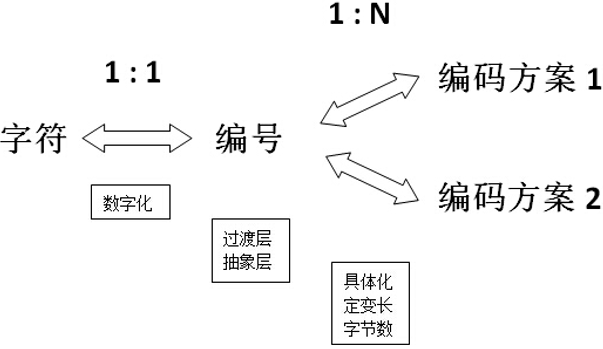 1 : N
1 : 1
字符
编号
编码方案 1
编码方案 2
数字化
过渡层
抽象层
具体化
定变长
字节数